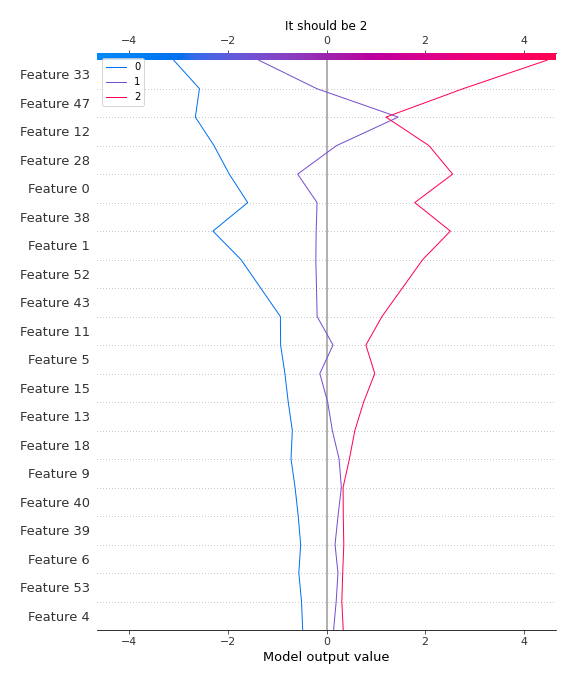 It should be 2
−4 −2 0 2 4
0
1
2
Feature 33
Feature 47
Feature 12
Feature 28
Feature 0
Feature 38
Feature 1
Feature 52
Feature 43
Feature 11
Feature 5
Feature 15
Feature 13
Feature 18
Feature 9
Feature 40
Feature 39
Feature 6
Feature 53
Feature 4
−4 −2 0 2 4
Model output value